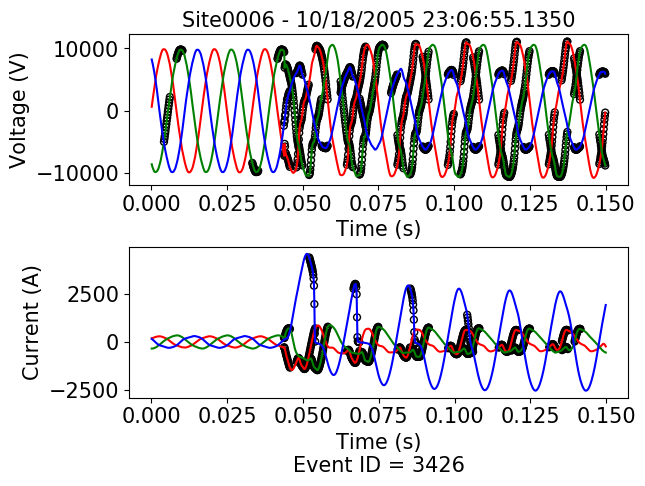 Site0006 - 10/18/2005 23:06:55.1350
Voltage (V)
10000
0
−10000
0.000 0.025 0.050 0.075 0.100 0.125 0.150
Time (s)
Current (A)
2500
0
−2500
0.000 0.025 0.050 0.075 0.100 0.125 0.150
Time (s)
Event ID = 3426